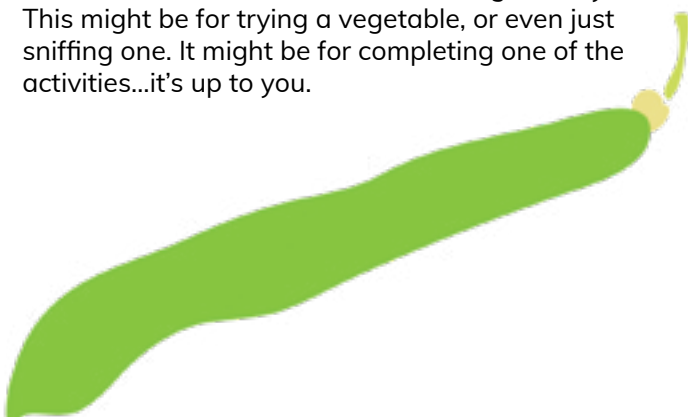 This might be for trying a vegetable, or even just
sniffing one. It might be for completing one of the
activities...it's up to you.